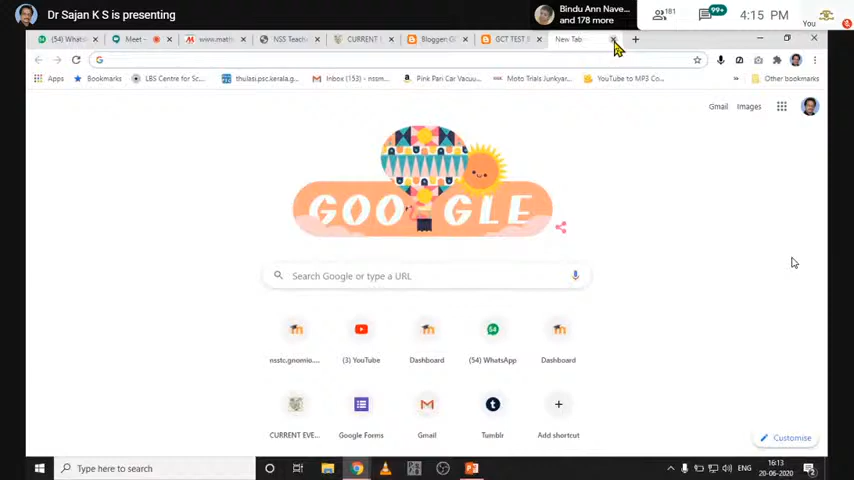 Dr Sajan K S is presenting
Bindu Ann Nave...
and 178 more
181
99+
4:15 PM
You
(54) Whats
Meet -
www.math
NSS Teach
CURRENT E
Blogger: G
GCT TEST
New Tab
Apps
Bookmarks
LBS Centre for Sc...
thulasi.psc.kerala.g...
Inbox (153) - nssm...
Pink Pari Car Vacuu...
Moto Trials Junkyar...
YouTube to MP3 Co...
»
Other bookmarks
Gmail
Images
GOOGLE
Search Google or type a URL
nsstc.gnomio....
(3) YouTube
Dashboard
54
(54) WhatsApp
Dashboard
CURRENT EVE...
Google Forms
Gmail
Tumblr
Add shortcut
Customise
Type here to search
ENG
16:13
20-06-2020
2